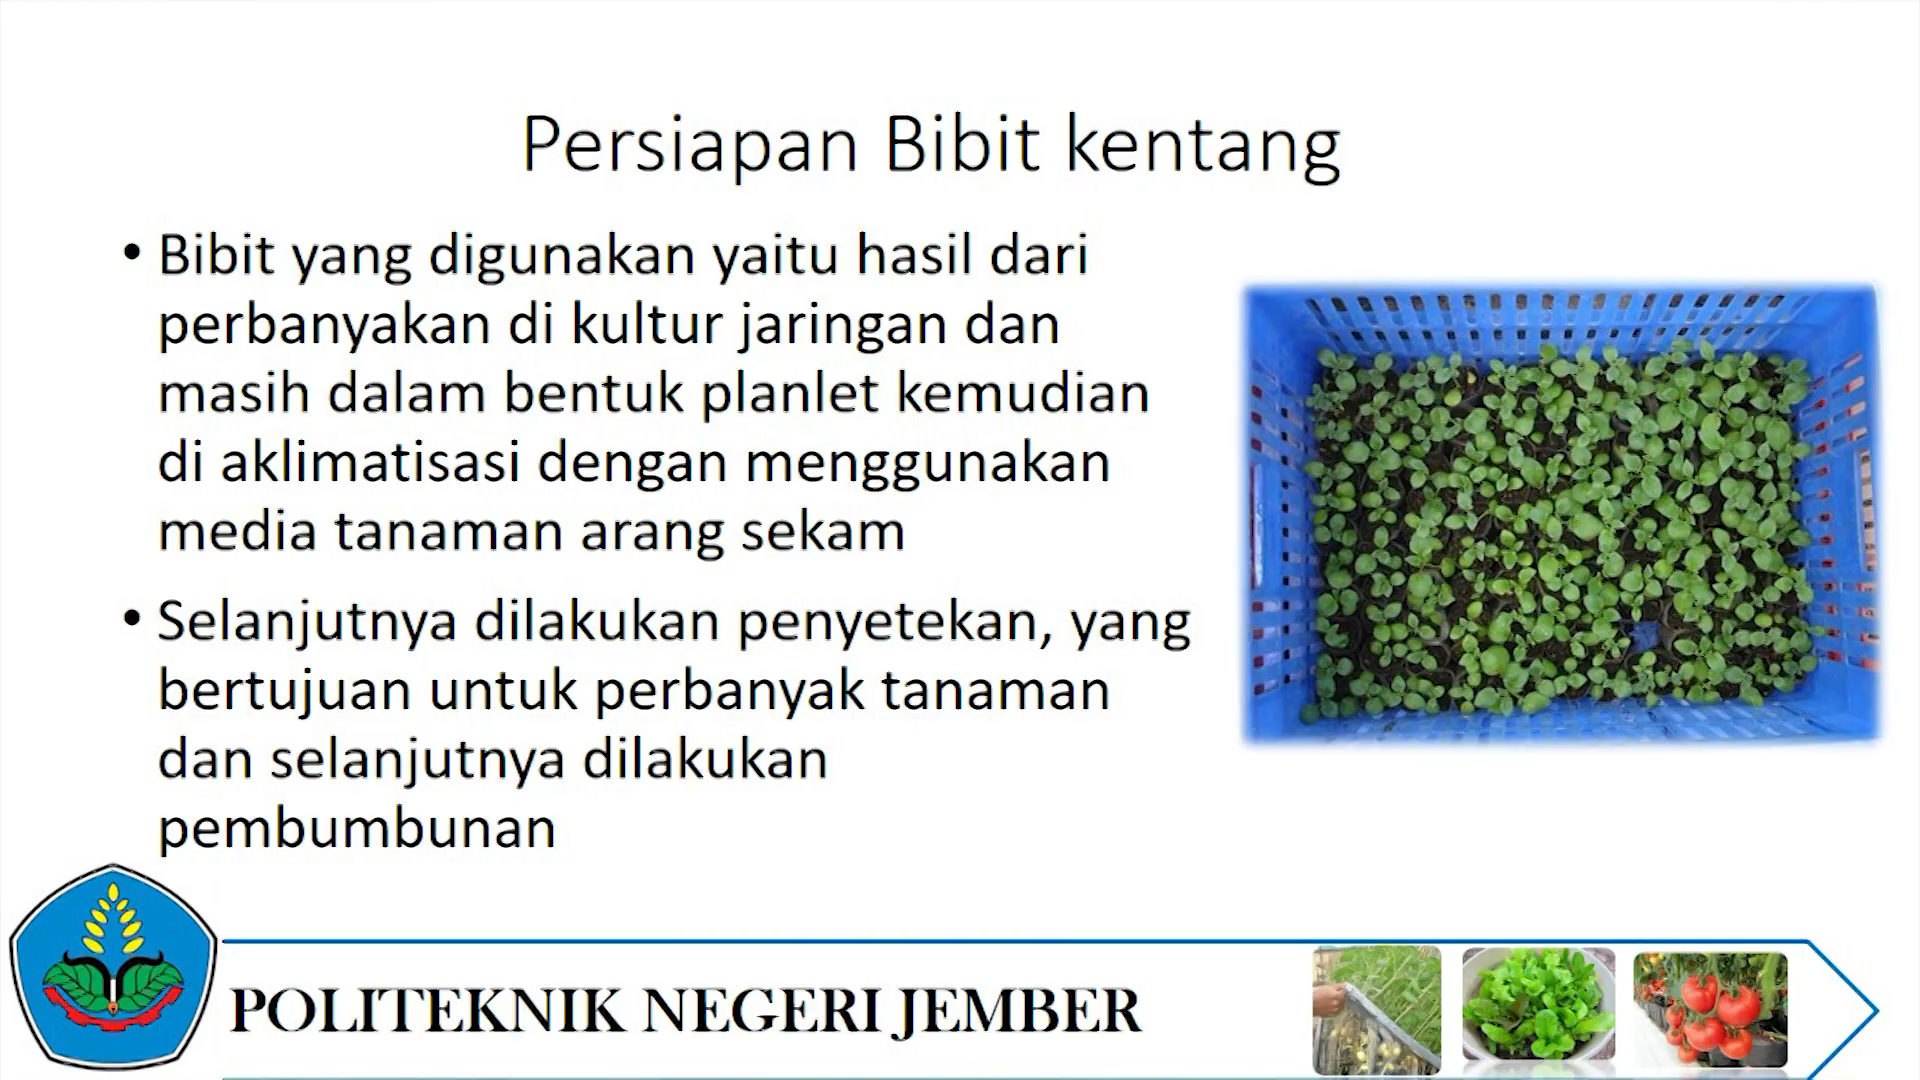 Persiapan Bibit kentang
• Bibit yang digunakan yaitu hasil dari
perbanyakan di kultur jaringan dan
masih dalam bentuk planlet kemudian
di aklimatisasi dengan menggunakan
media tanaman arang sekam
• Selanjutnya dilakukan penyetekan, yang
bertujuan untuk perbanyak tanaman
dan selanjutnya dilakukan
pembumbunan
POLITEKNIK NEGERI JEMBER